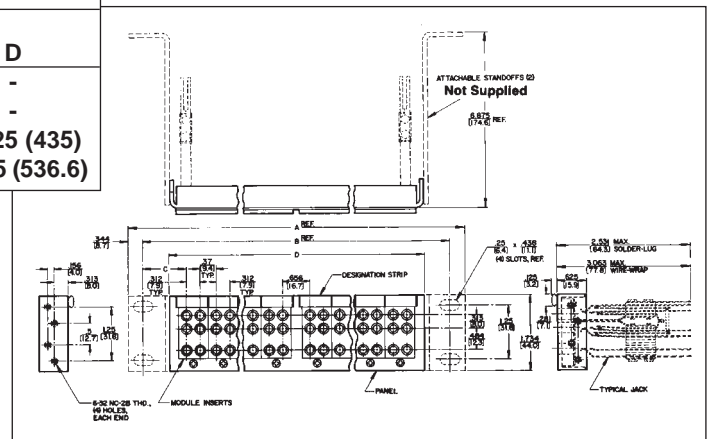 D
-
-
25 (435)
5 (536.6)
ATTACHABLE STANDOFFS (2)
Not Supplied
6.875
(174.6) REF.
A REF.
B REF.
.344
(8.7)
C
D
.312
(7.9)
TYP.
.37
(9.4)
TYP.
.312
(7.9)
TYP.
.656
(16.7)
DESIGNATION STRIP
.25 x .438
(6.4) (11.1)
(4) SLOTS, REF.
2.531 MAX.
(64.3) SOLDER-LUG
3.063 MAX.
(77.8) WIRE-WRAP
.125
(3.2)
.625
(15.9)
.156
(4.0)
.313
(8.0)
.5
(12.7)
1.25
(31.8)
.313
(8.0)
.484
(12.3)
1.25
(31.8)
1.734
(44.0)
.281
(7.1)
6-32 NC-2B THD.,
(4) HOLES,
EACH END
MODULE INSERTS
PANEL
TYPICAL JACK